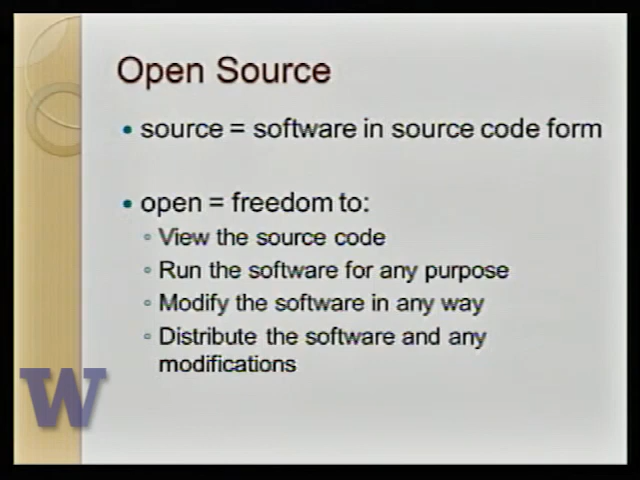 Open Source
• source = software in source code form
• open = freedom to:
◦ View the source code
◦ Run the software for any purpose
◦ Modify the software in any way
◦ Distribute the software and any
modifications
W